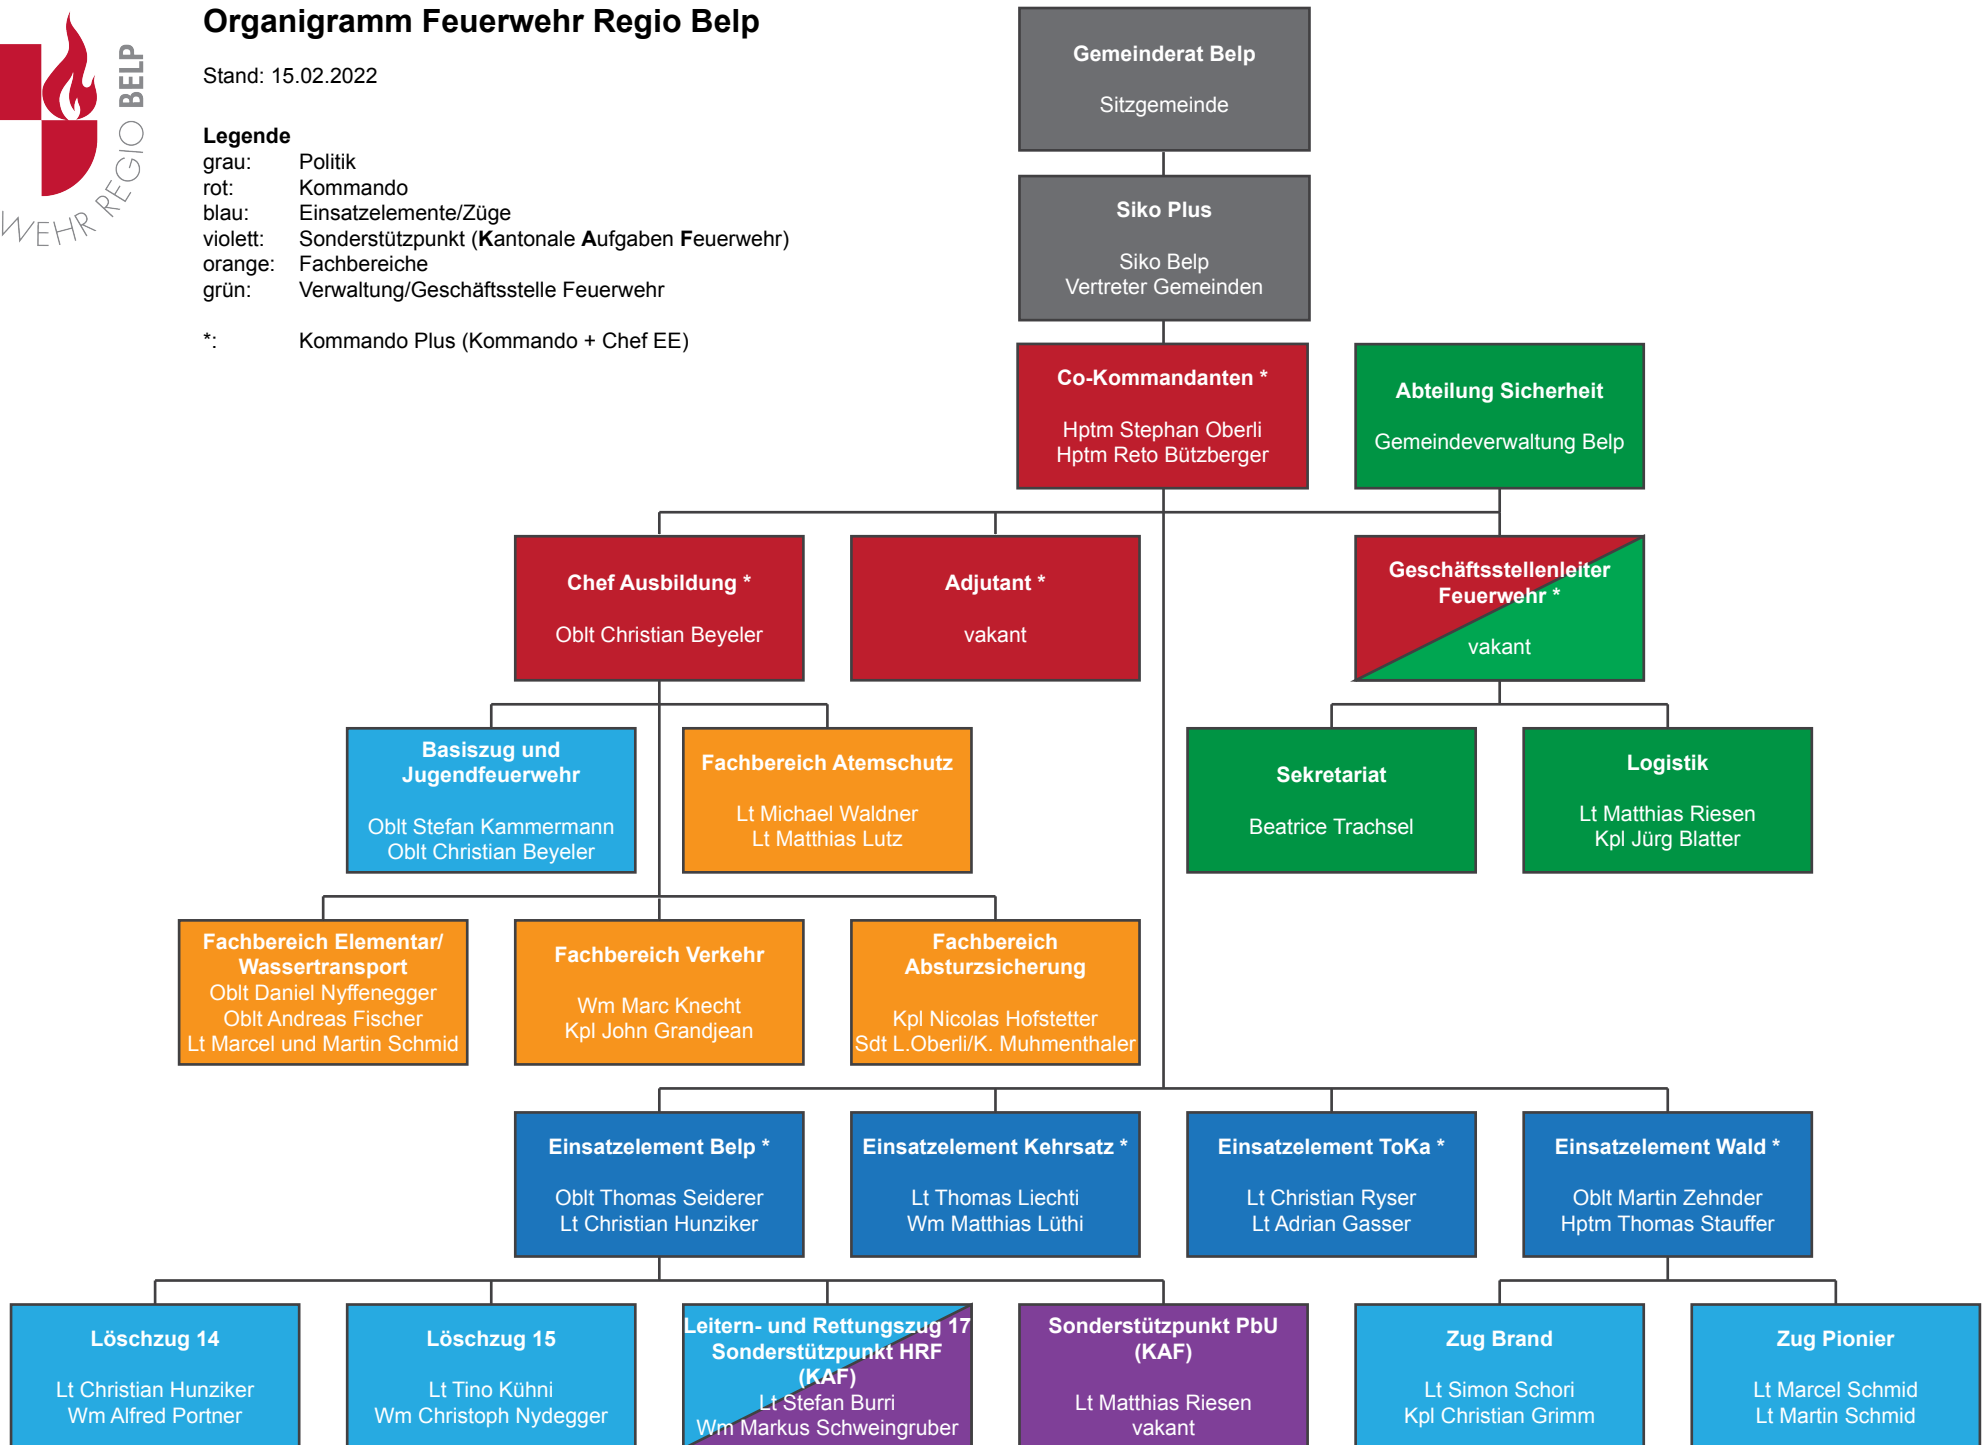 Organigramm Feuerwehr Regio Belp
Stand: 15.02.2022
WEHR REGIO BELP
Legende
grau: Politik
rot: Kommando
blau: Einsatzelemente/Züge
violett: Sonderstützpunkt (Kantonale Aufgaben Feuerwehr)
orange: Fachbereiche
grün: Verwaltung/Geschäftsstelle Feuerwehr
*: Kommando Plus (Kommando + Chef EE)
Gemeinderat Belp
Sitzgemeinde
Siko Plus
Siko Belp
Vertreter Gemeinden
Co-Kommandanten *
Hptm Stephan Oberli
Hptm Reto Bützberger
Abteilung Sicherheit
Gemeindeverwaltung Belp
Chef Ausbildung *
Oblt Christian Beyeler
Adjutant *
vakant
Geschäftsstellenleiter
Feuerwehr *
vakant
Basiszug und
Jugendfeuerwehr
Oblt Stefan Kammermann
Oblt Christian Beyeler
Fachbereich Atemschutz
Lt Michael Waldner
Lt Matthias Lutz
Sekretariat
Beatrice Trachsel
Logistik
Lt Matthias Riesen
Kpl Jürg Blatter
Fachbereich Elementar/
Wassertransport
Oblt Daniel Nyffenegger
Oblt Andreas Fischer
Lt Marcel und Martin Schmid
Fachbereich Verkehr
Wm Marc Knecht
Kpl John Grandjean
Fachbereich
Absturzsicherung
Kpl Nicolas Hofstetter
Sdt L.Oberli/K. Muhmenthaler
Einsatzelement Belp *
Oblt Thomas Seiderer
Lt Christian Hunziker
Einsatzelement Kehrsatz *
Lt Thomas Liechti
Wm Matthias Lüthi
Einsatzelement ToKa *
Lt Christian Ryser
Lt Adrian Gasser
Einsatzelement Wald *
Oblt Martin Zehnder
Hptm Thomas Stauffer
Löschzug 14
Lt Christian Hunziker
Wm Alfred Portner
Löschzug 15
Lt Tino Kühni
Wm Christoph Nydegger
Leitern- und Rettungszug 17
Sonderstützpunkt HRF
(KAF)
Lt Stefan Burri
Wm Markus Schweingruber
Sonderstützpunkt PbU
(KAF)
Lt Matthias Riesen
vakant
Zug Brand
Lt Simon Schori
Kpl Christian Grimm
Zug Pionier
Lt Marcel Schmid
Lt Martin Schmid